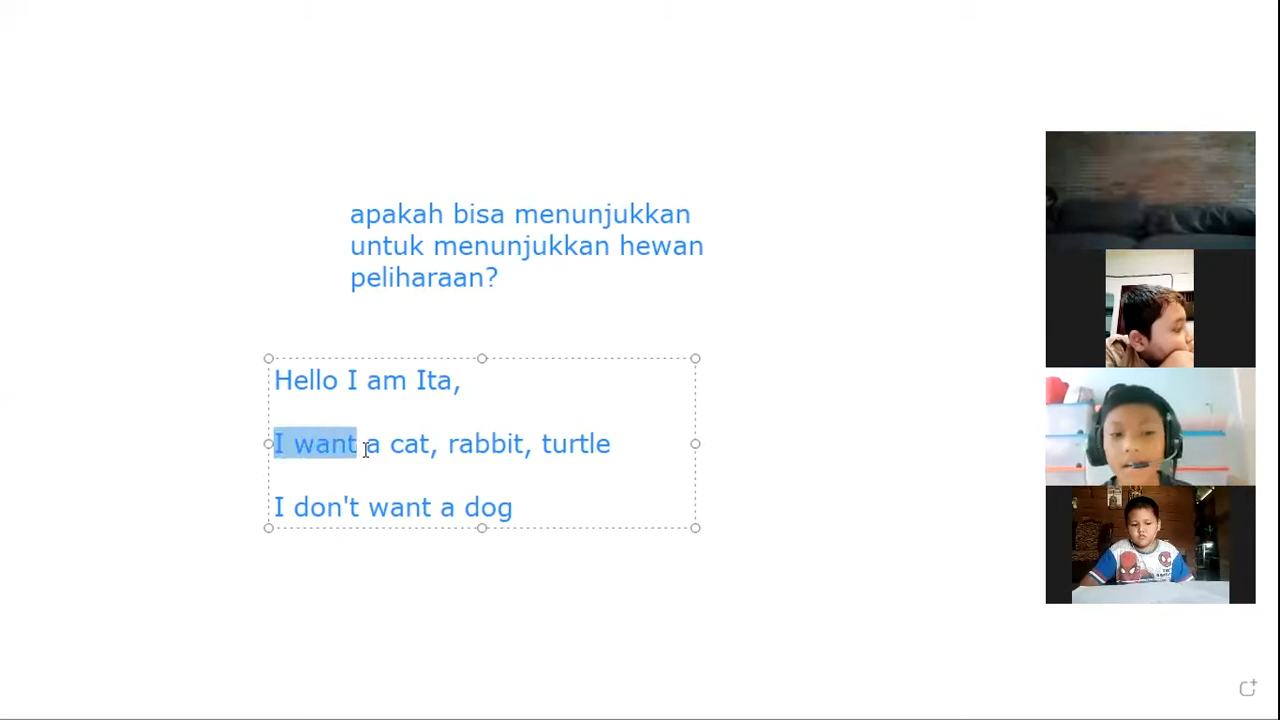 apakah bisa menunjukkan
untuk menunjukkan hewan
peliharaan?
Hello I am Ita,
I want a cat, rabbit, turtle
I don't want a dog